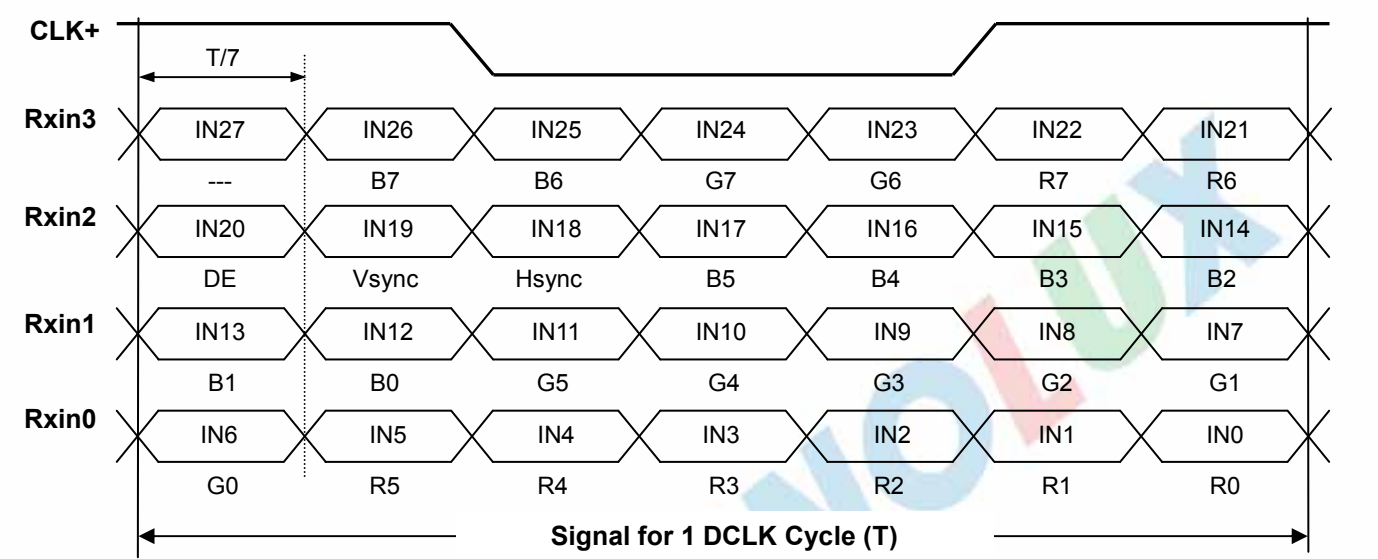 CLK+
T/7
Rxin3 IN27 IN26 IN25 IN24 IN23 IN22 IN21
--- B7 B6 G7 G6 R7 R6
Rxin2 IN20 IN19 IN18 IN17 IN16 IN15 IN14
DE Vsync Hsync B5 B4 B3 B2
Rxin1 IN13 IN12 IN11 IN10 IN9 IN8 IN7
B1 B0 G5 G4 G3 G2 G1
Rxin0 IN6 IN5 IN4 IN3 IN2 IN1 IN0
G0 R5 R4 R3 R2 R1 R0
Signal for 1 DCLK Cycle (T)
NOLUX